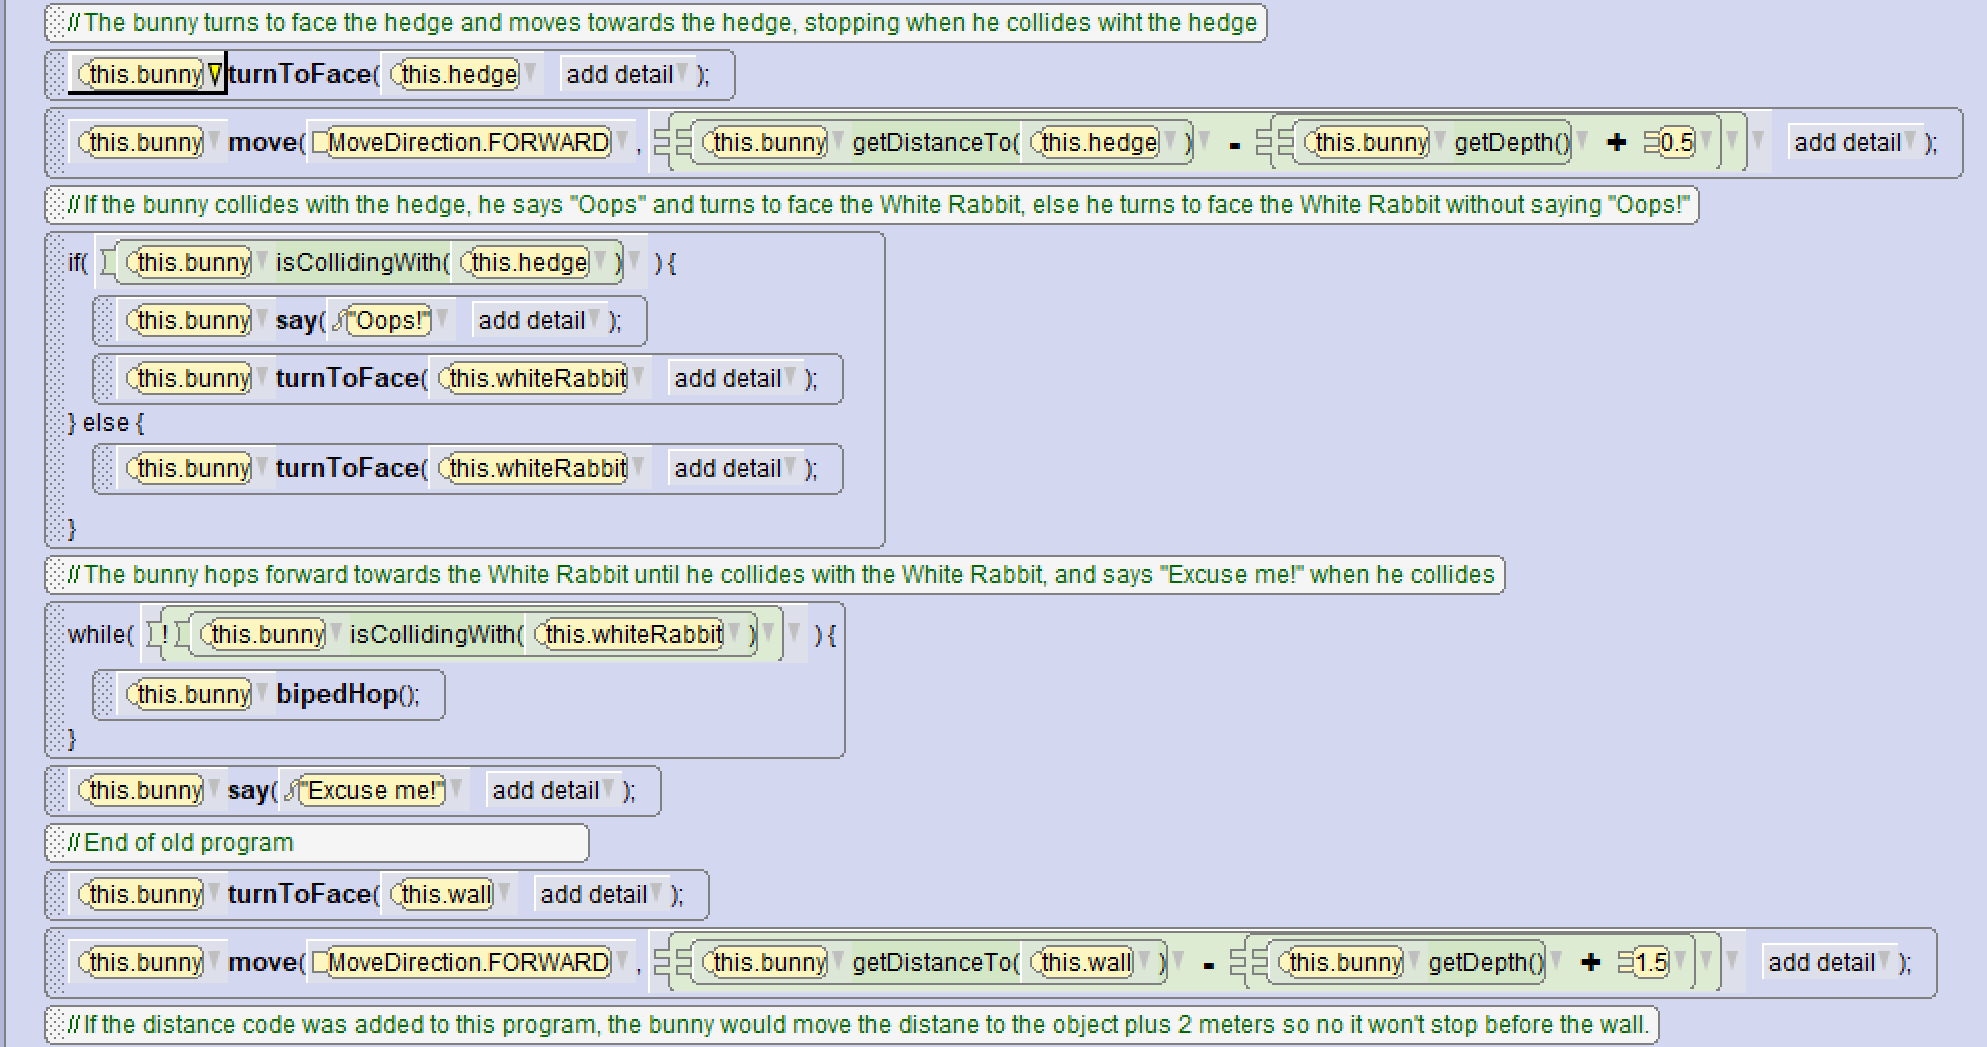 //The bunny turns to face the hedge and moves towards the hedge, stopping when he collides wiht the hedge
this.bunny turnToFace( this.hedge add detail );
this.bunny move( MoveDirection.FORWARD , this.bunny getDistanceTo( this.hedge ) - this.bunny getDepth() + 0.5 add detail );
//If the bunny collides with the hedge, he says "Oops" and turns to face the White Rabbit, else he turns to face the White Rabbit without saying "Oops!"
if( this.bunny isCollidingWith( this.hedge ) ) {
this.bunny say( "Oops!" add detail );
this.bunny turnToFace( this.whiteRabbit add detail );
} else {
this.bunny turnToFace( this.whiteRabbit add detail );
}
//The bunny hops forward towards the White Rabbit until he collides with the White Rabbit, and says "Excuse me!" when he collides
while( ! this.bunny isCollidingWith( this.whiteRabbit ) ) {
this.bunny bipedHop();
}
this.bunny say( "Excuse me!" add detail );
//End of old program
this.bunny turnToFace( this.wall add detail );
this.bunny move( MoveDirection.FORWARD , this.bunny getDistanceTo( this.wall ) - this.bunny getDepth() + 1.5 add detail );
//If the distance code was added to this program, the bunny would move the distane to the object plus 2 meters so no it won't stop before the wall.